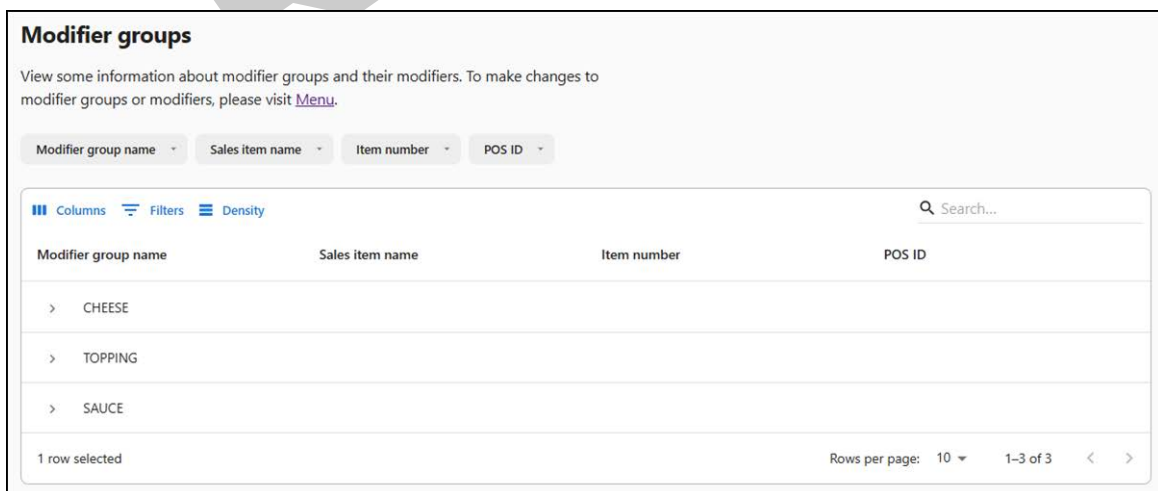 Modifier groups
View some information about modifier groups and their modifiers. To make changes to
modifier groups or modifiers, please visit Menu.
Modifier group name Sales item name Item number POS ID
Columns Filters Density Search...
Modifier group name Sales item name Item number POS ID
CHEESE
TOPPING
SAUCE
1 row selected Rows per page: 10 1–3 of 3